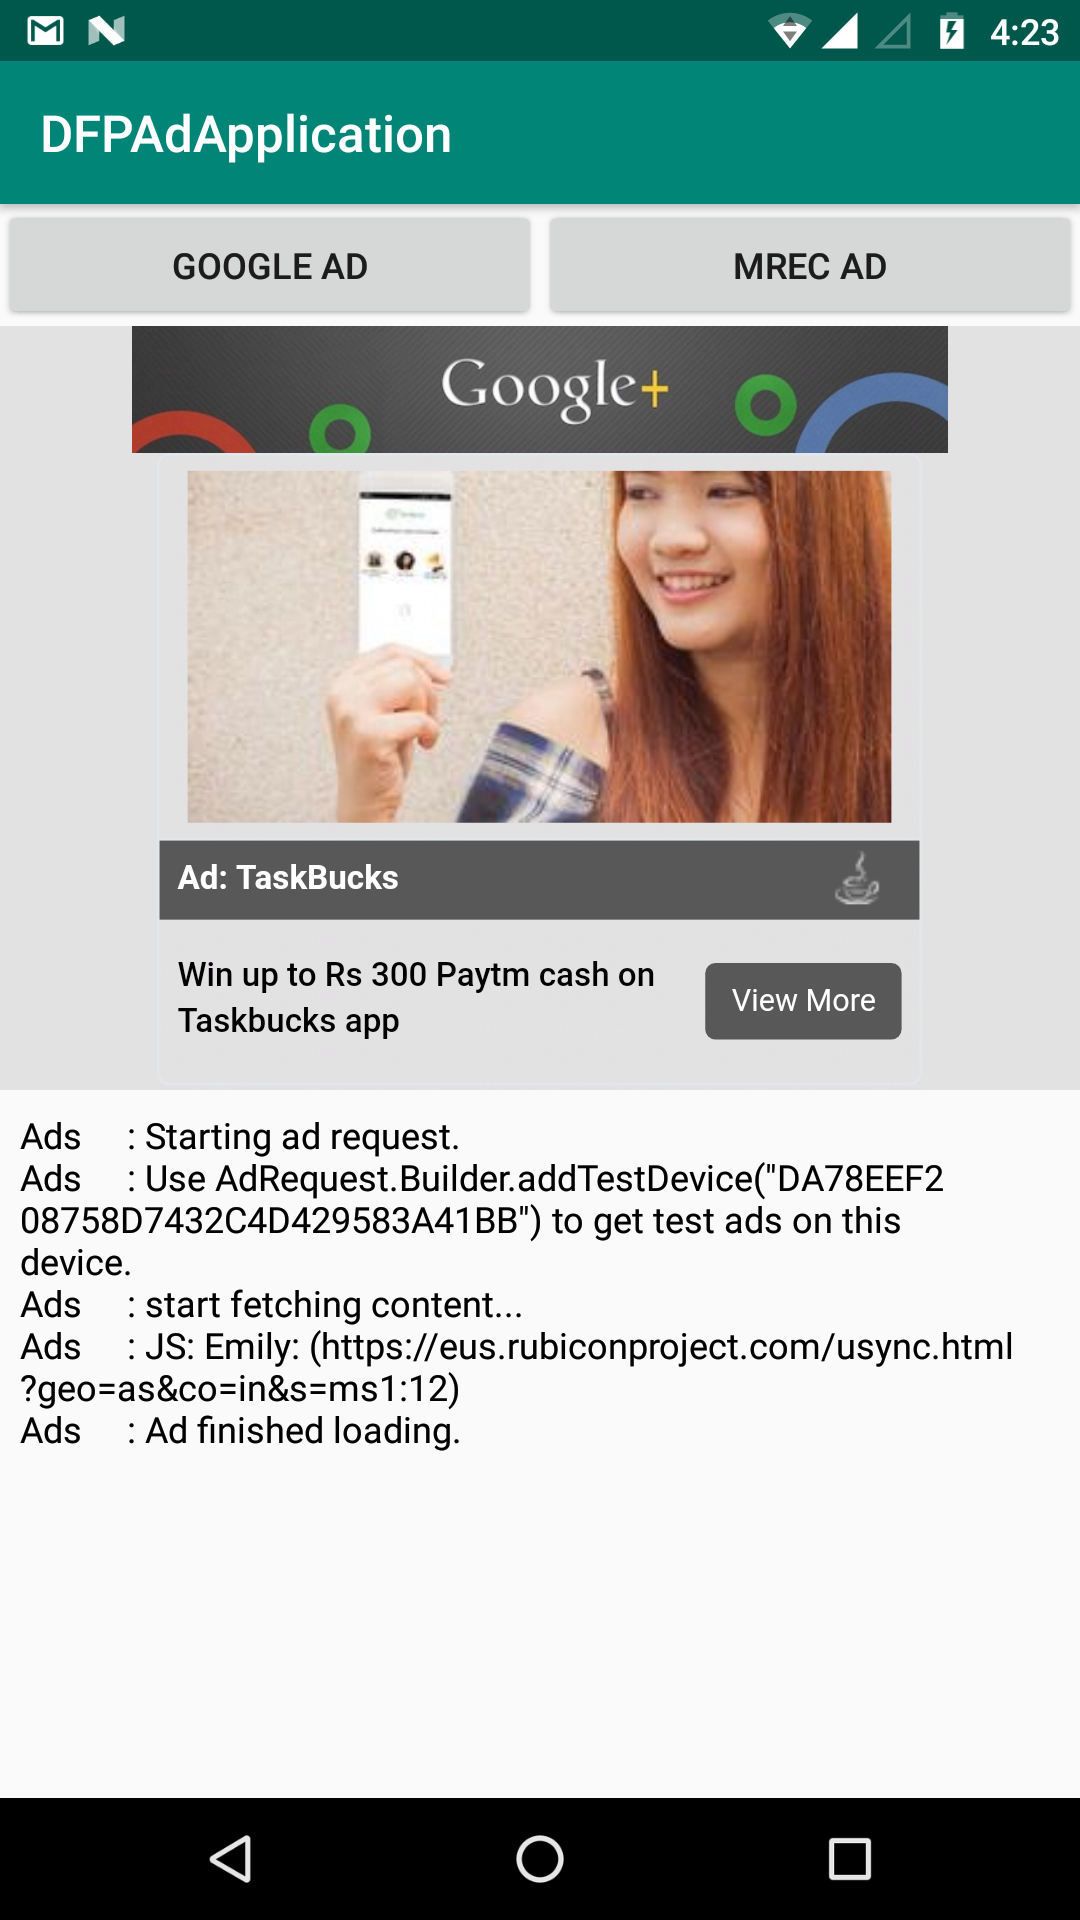 4:23
DFPAdApplication
GOOGLE AD
MREC AD
Google+
Ad: TaskBucks
Win up to Rs 300 Paytm cash on
Taskbucks app
View More
Ads : Starting ad request.
Ads : Use AdRequest.Builder.addTestDevice("DA78EEF2
08758D7432C4D429583A41BB") to get test ads on this
device.
Ads : start fetching content...
Ads : JS: Emily: (https://eus.rubiconproject.com/usync.html
?geo=as&co=in&s=ms1:12)
Ads : Ad finished loading.